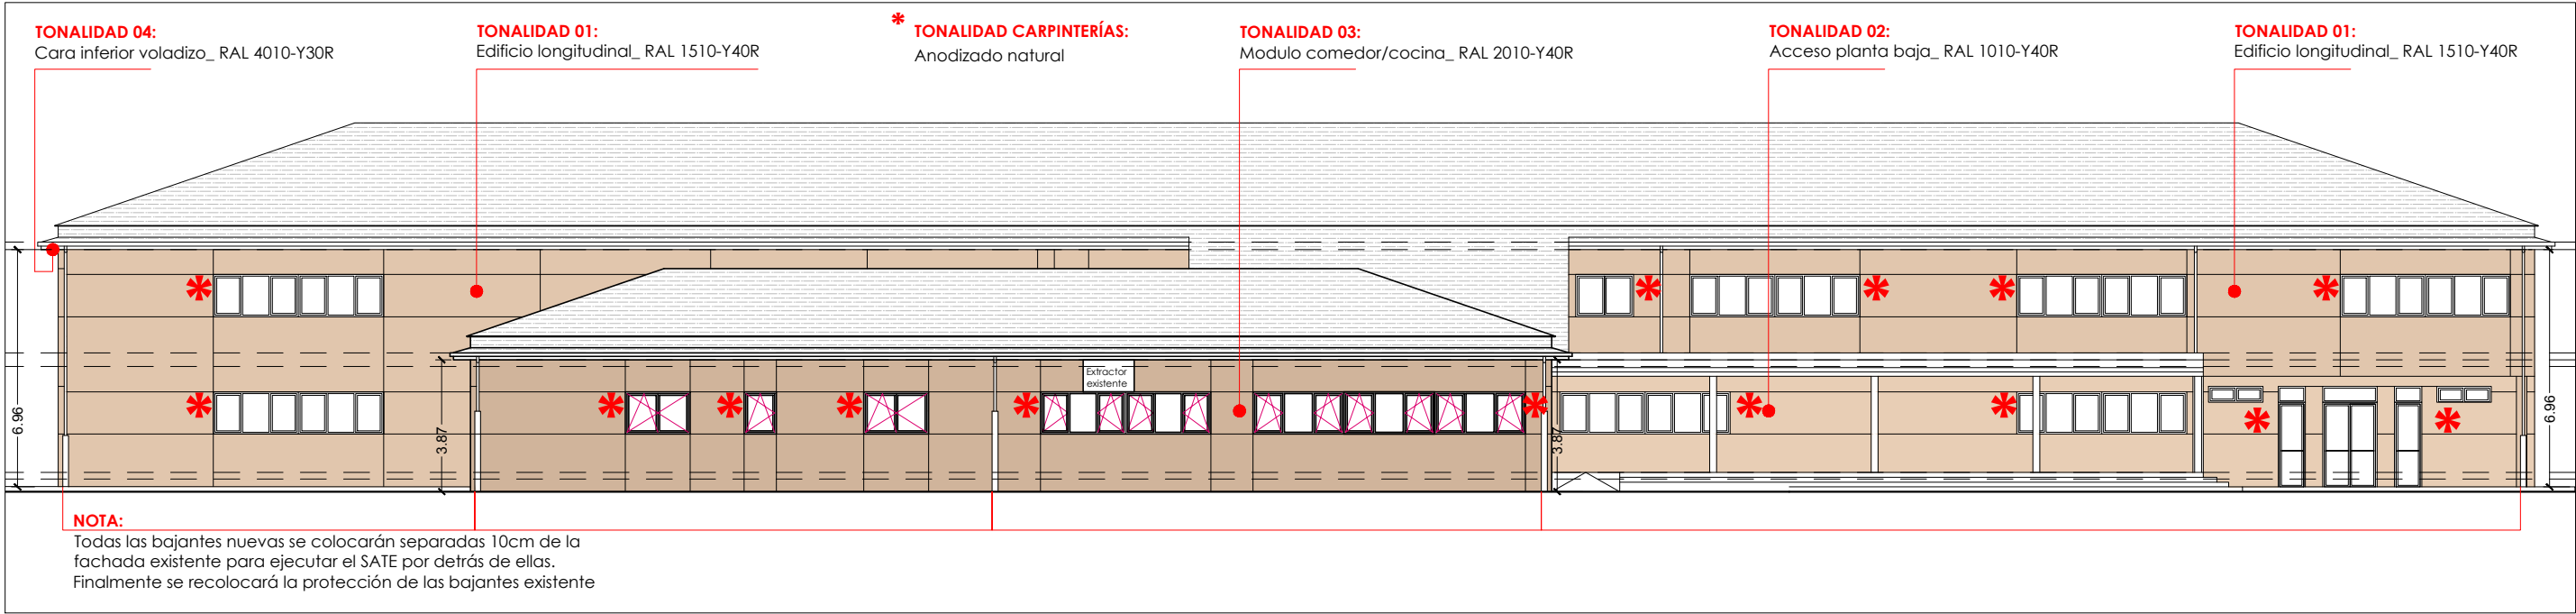 TONALIDAD 04:
Cara inferior voladizo_ RAL 4010-Y30R
TONALIDAD 01:
Edificio longitudinal_ RAL 1510-Y40R
* TONALIDAD CARPINTERÍAS:
Anodizado natural
TONALIDAD 03:
Modulo comedor/cocina_ RAL 2010-Y40R
TONALIDAD 02:
Acceso planta baja_ RAL 1010-Y40R
TONALIDAD 01:
Edificio longitudinal_ RAL 1510-Y40R
Extractor
existente
6.96
3.87
3.87
6.96
NOTA:
Todas las bajantes nuevas se colocarán separadas 10cm de la
fachada existente para ejecutar el SATE por detrás de ellas.
Finalmente se recolocará la protección de las bajantes existente